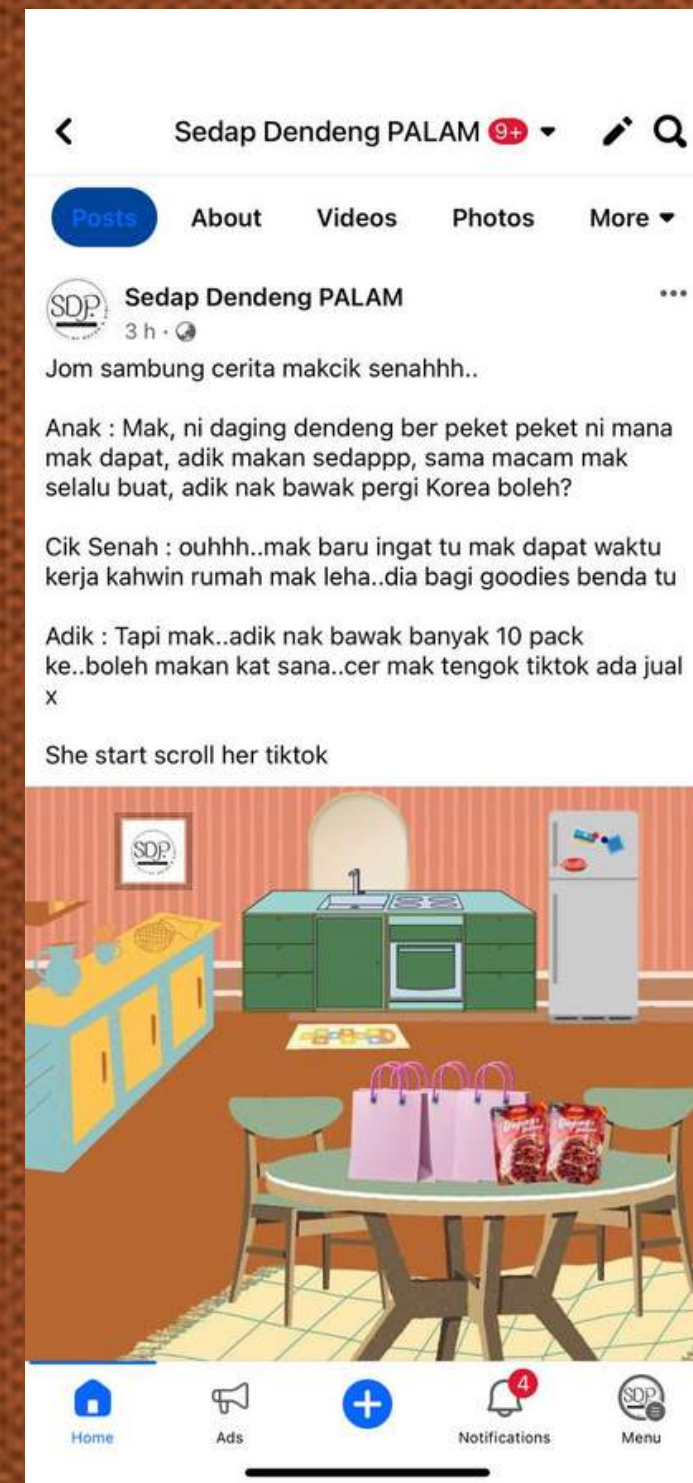 Sedap Dendeng PALAM 9+
Posts About Videos Photos More
SDP Sedap Dendeng PALAM
3 h
Jom sambung cerita makcik senahhh..
Anak : Mak, ni daging dendeng ber peket peket ni mana
mak dapat, adik makan sedappp, sama macam mak
selalu buat, adik nak bawak pergi Korea boleh?
Cik Senah : ouhhh..mak baru ingat tu mak dapat waktu
kerja kahwin rumah mak leha..dia bagi goodies benda tu
Adik : Tapi mak..adik nak bawak banyak 10 pack
ke..boleh makan kat sana..cer mak tengok tiktok ada jual
x
She start scroll her tiktok
SDP
4
SDP
Home Ads Notifications Menu